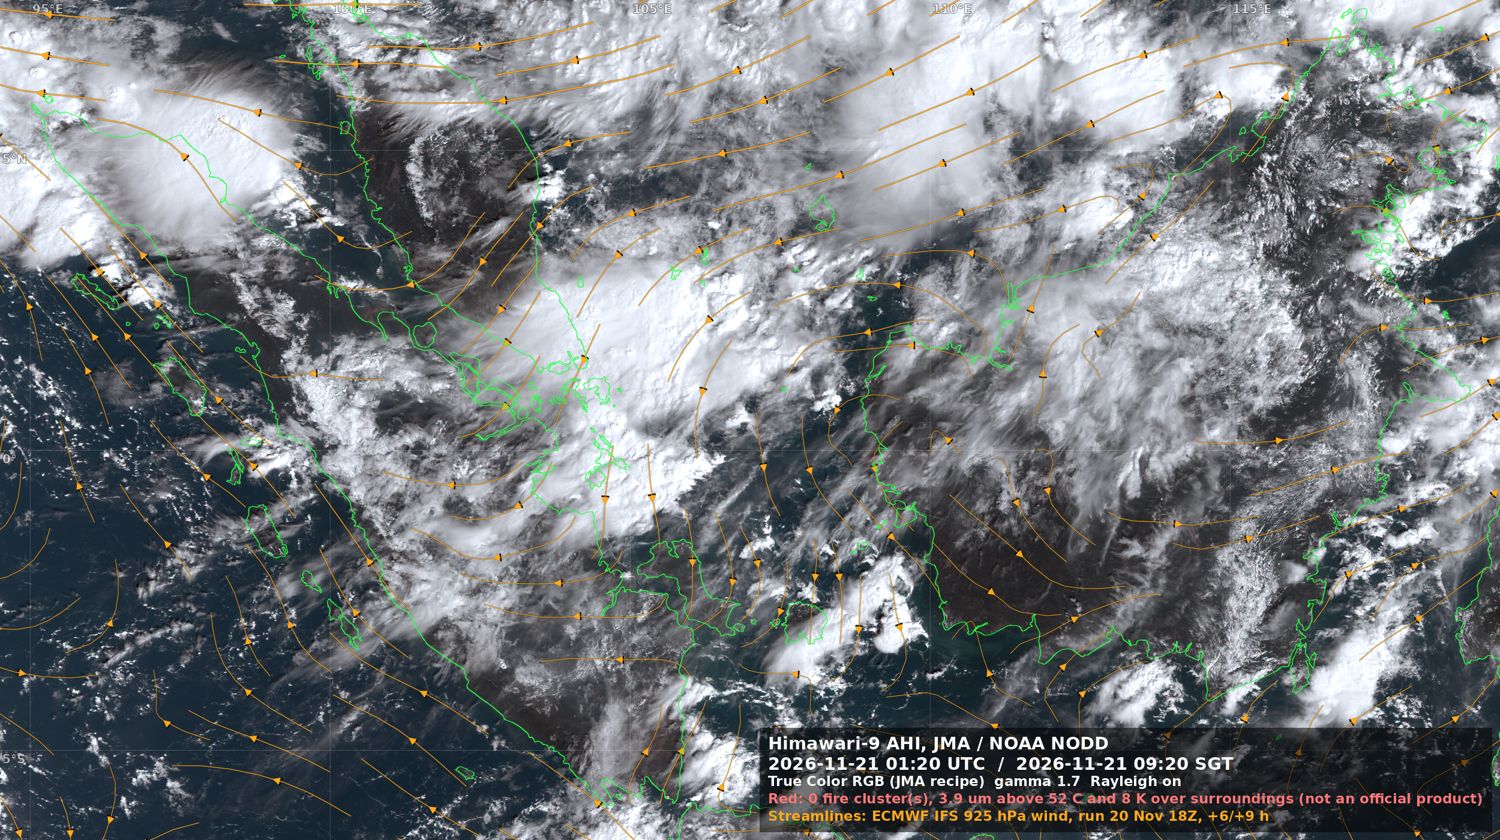 95°E 100°E 105°E 110°E 115°E
5°N
0°
5°S
Himawari-9 AHI, JMA / NOAA NODD
2026-11-21 01:20 UTC / 2026-11-21 09:20 SGT
True Color RGB (JMA recipe) gamma 1.7 Rayleigh on
Red: 0 fire cluster(s), 3.9 um above 52 C and 8 K over surroundings (not an official product)
Streamlines: ECMWF IFS 925 hPa wind, run 20 Nov 18Z, +6/+9 h